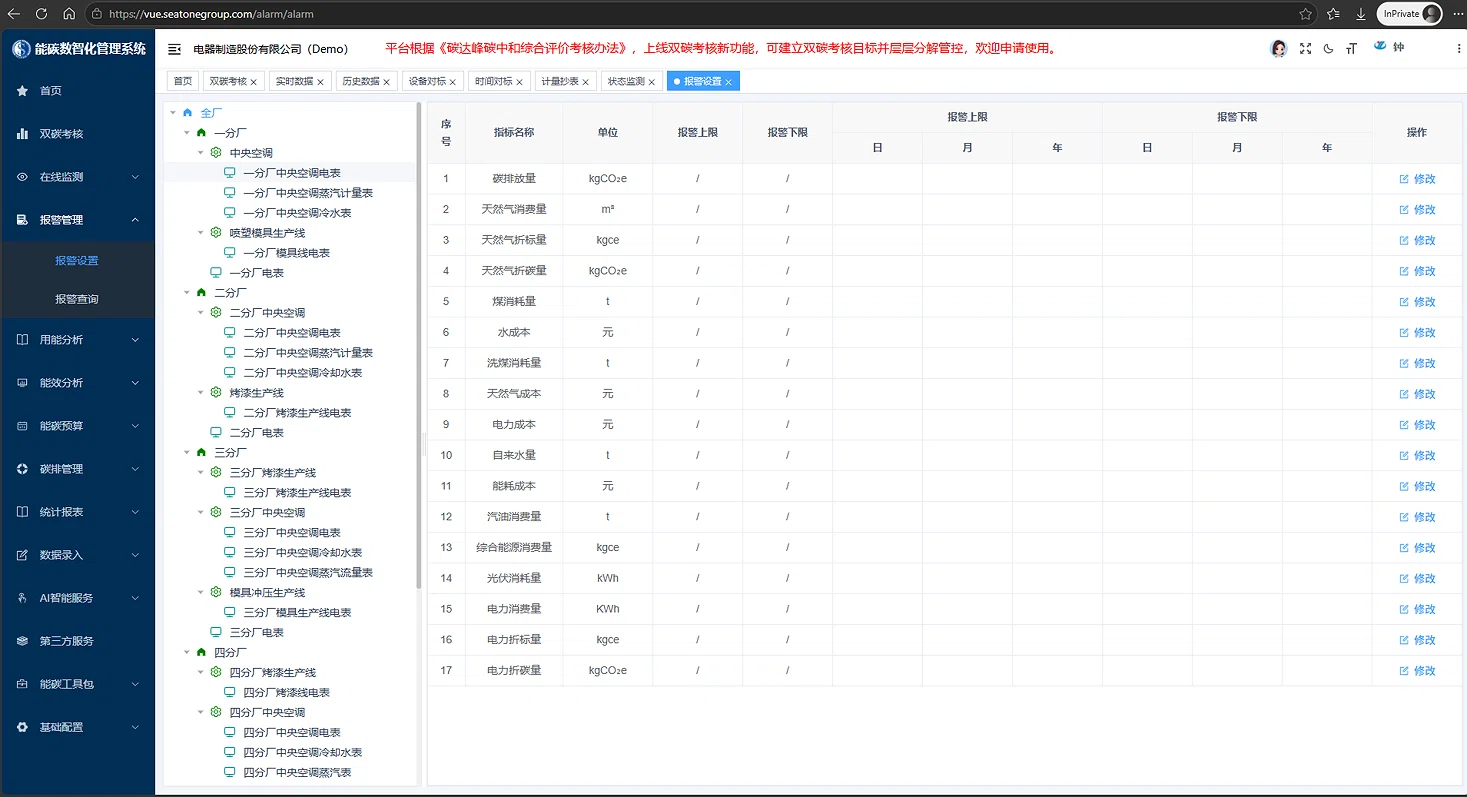 https://vue.seatonegroup.com/alarm/alarm
InPrivate
能碳数智化管理系统
电器制造股份有限公司（Demo）
平台根据《碳达峰碳中和综合评价考核办法》，上线双碳考核新功能，可建立双碳考核目标并层层分解管控，欢迎申请使用。
钟
首页
双碳考核
在线监测
报警管理
报警设置
报警查询
用能分析
能效分析
能碳预算
碳排管理
统计报表
数据录入
AI智能服务
第三方服务
能碳工具包
基础配置
首页 双碳考核 实时数据 历史数据 设备对标 时间对标 计量抄表 状态监测 报警设置
全厂
一分厂
中央空调
一分厂中央空调电表
一分厂中央空调蒸汽计量表
一分厂中央空调冷水表
喷塑模具生产线
一分厂模具线电表
一分厂电表
二分厂
二分厂中央空调
二分厂中央空调电表
二分厂中央空调蒸汽计量表
二分厂中央空调冷却水表
烤漆生产线
二分厂烤漆生产线电表
二分厂电表
三分厂
三分厂烤漆生产线
三分厂烤漆生产线电表
三分厂中央空调
三分厂中央空调电表
三分厂中央空调冷却水表
三分厂中央空调蒸汽流量表
模具冲压生产线
三分厂模具生产线电表
三分厂电表
四分厂
四分厂烤漆生产线
四分厂烤漆线电表
四分厂中央空调
四分厂中央空调电表
四分厂中央空调冷却水表
四分厂中央空调蒸汽表
序号 指标名称 单位 报警上限 报警下限 报警上限 报警下限 操作
日 月 年 日 月 年
1 碳排放量 kgCO₂e / / 修改
2 天然气消费量 m³ / / 修改
3 天然气折标量 kgce / / 修改
4 天然气折碳量 kgCO₂e / / 修改
5 煤消耗量 t / / 修改
6 水成本 元 / / 修改
7 洗煤消耗量 t / / 修改
8 天然气成本 元 / / 修改
9 电力成本 元 / / 修改
10 自来水量 t / / 修改
11 能耗成本 元 / / 修改
12 汽油消费量 t / / 修改
13 综合能源消费量 kgce / / 修改
14 光伏消耗量 kWh / / 修改
15 电力消费量 KWh / / 修改
16 电力折标量 kgce / / 修改
17 电力折碳量 kgCO₂e / / 修改